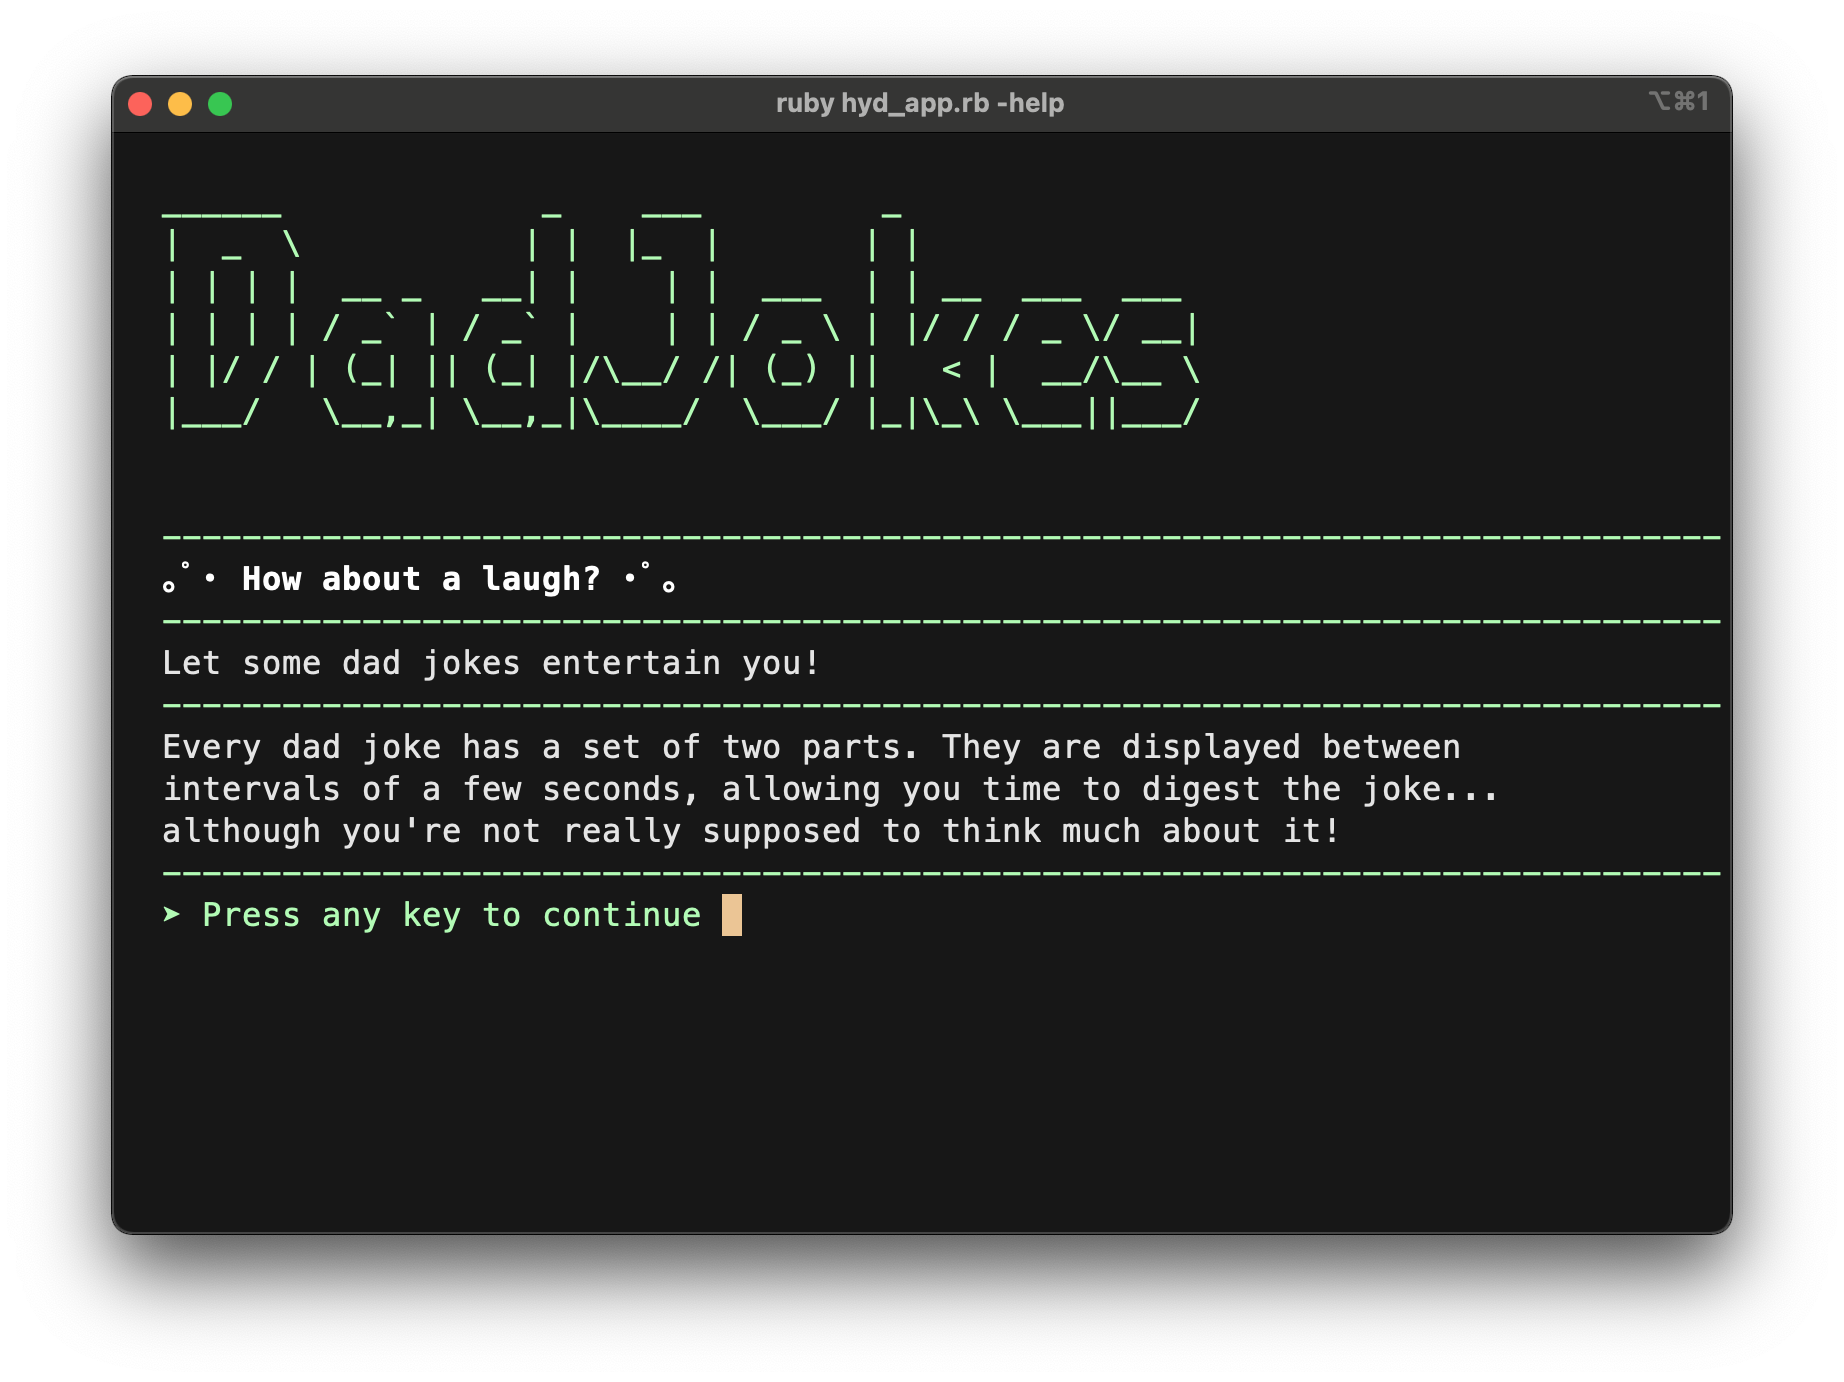 ruby hyd_app.rb -help
⌥⌘1
DadJokes
｡ﾟ･ How about a laugh? ･ﾟ｡
Let some dad jokes entertain you!
Every dad joke has a set of two parts. They are displayed between
intervals of a few seconds, allowing you time to digest the joke...
although you're not really supposed to think much about it!
➤ Press any key to continue